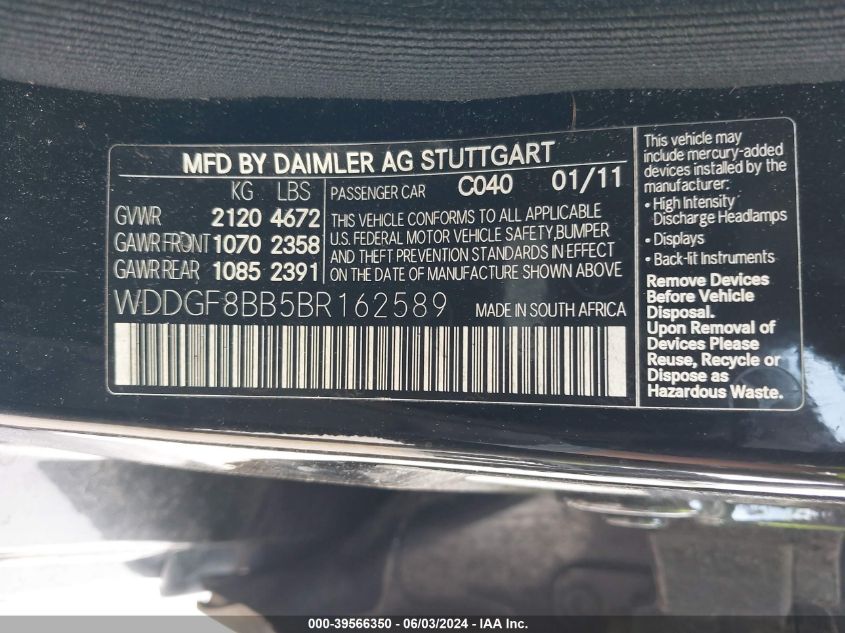 MFD BY DAIMLER AG STUTTGART
KG LBS PASSENGER CAR C040 01/11
GVWR 2120 4672
GAWR FRONT 1070 2358
GAWR REAR 1085 2391
THIS VEHICLE CONFORMS TO ALL APPLICABLE
U.S. FEDERAL MOTOR VEHICLE SAFETY, BUMPER
AND THEFT PREVENTION STANDARDS IN EFFECT
ON THE DATE OF MANUFACTURE SHOWN ABOVE
WDDGF8BB5BR162589 MADE IN SOUTH AFRICA
This vehicle may
include mercury-added
devices installed by the
manufacturer:
• High Intensity
Discharge Headlamps
• Displays
• Back-lit Instruments
Remove Devices
Before Vehicle
Disposal.
Upon Removal of
Devices Please
Reuse, Recycle or
Dispose as
Hazardous Waste.
000-39566350 - 06/03/2024 - IAA Inc.